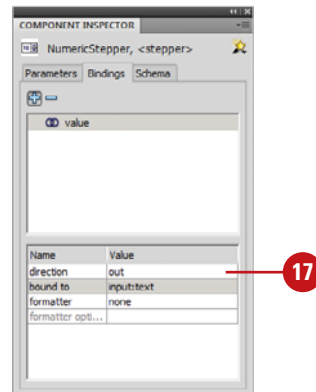 COMPONENT INSPECTOR
NumericStepper, <stepper>
Parameters Bindings Schema
value
Name Value
direction out
bound to input:text
formatter none
formatter opti...
17